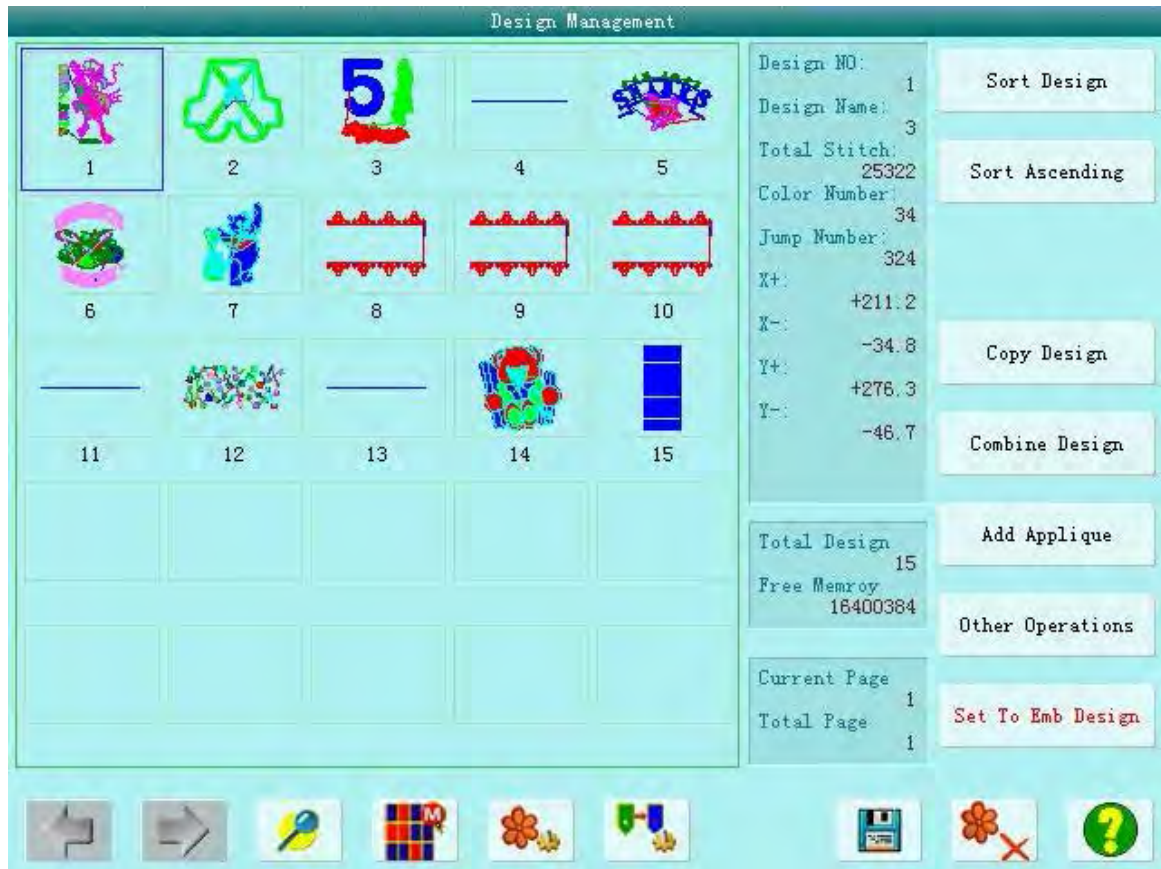 Design Management
1
2
3
4
5
6
7
8
9
10
11
12
13
14
15
Design NO:
1
Design Name:
3
Total Stitch:
25322
Color Number:
34
Jump Number:
324
X+:
+211.2
X-:
-34.8
Y+:
+276.3
Y-:
-46.7
Total Design
15
Free Memroy
16400384
Current Page
1
Total Page
1
Sort Design
Sort Ascending
Copy Design
Combine Design
Add Applique
Other Operations
Set To Emb Design
5
M
?